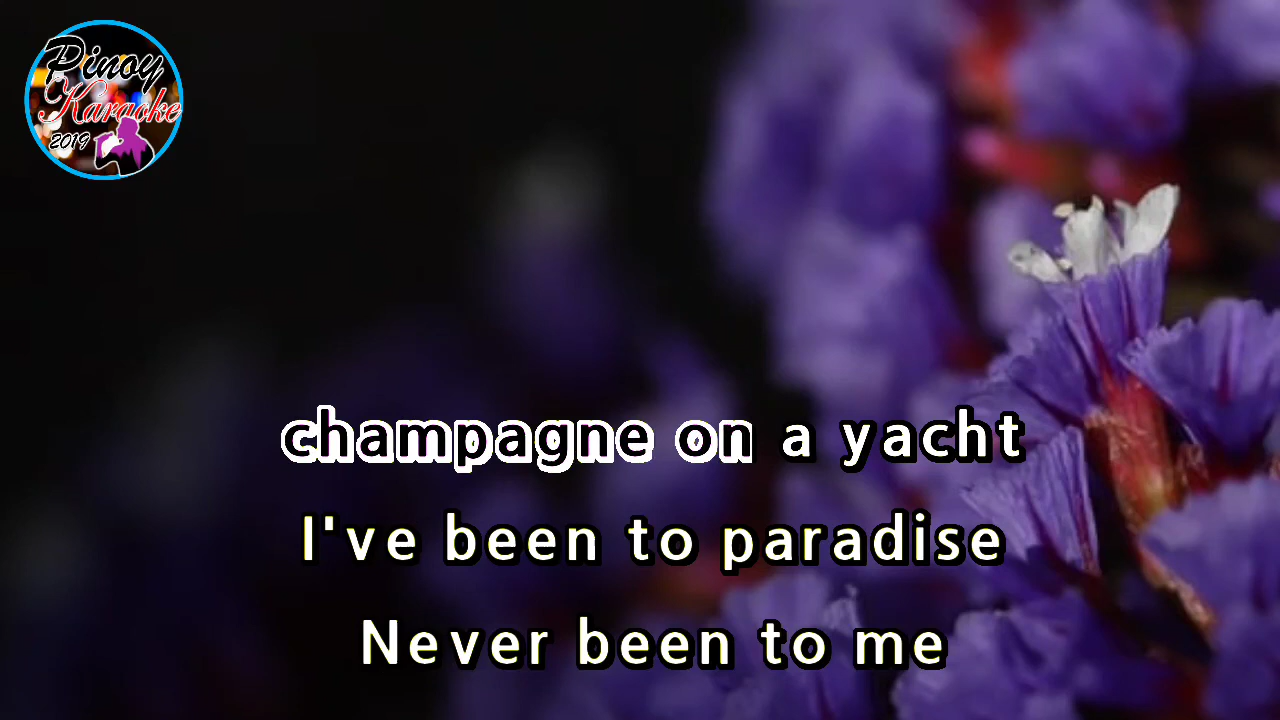 Pinoy
Karaoke
2019
champagne on a yacht
I've been to paradise
Never been to me